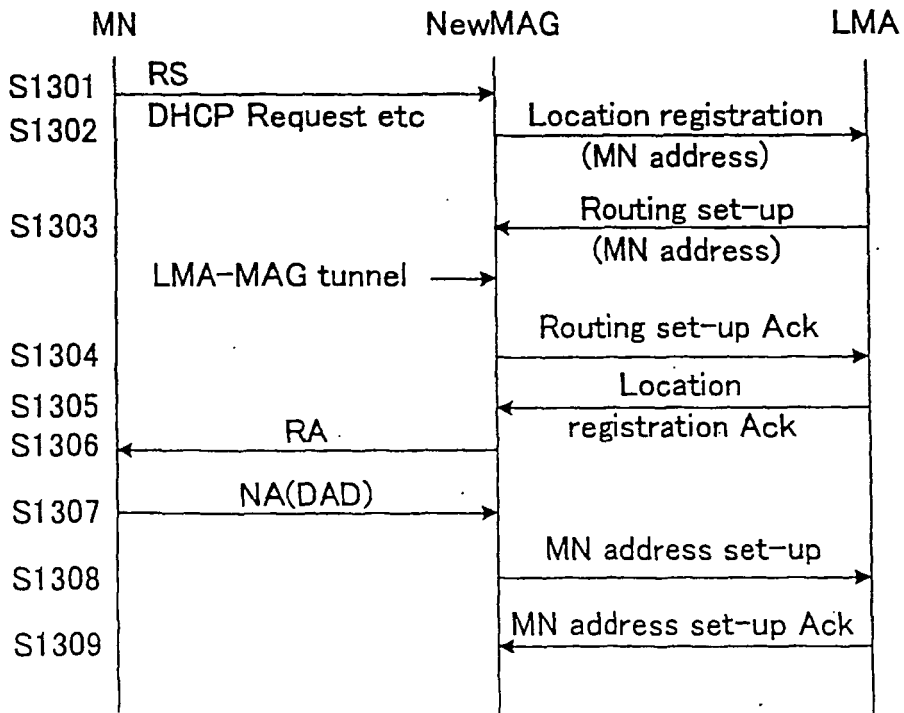 MN NewMAG LMA
S1301 RS
DHCP Request etc
S1302 Location registration
(MN address)
S1303 Routing set-up
(MN address)
LMA-MAG tunnel
Routing set-up Ack
S1304
S1305 Location
registration Ack
S1306 RA
S1307 NA(DAD)
MN address set-up
S1308
MN address set-up Ack
S1309